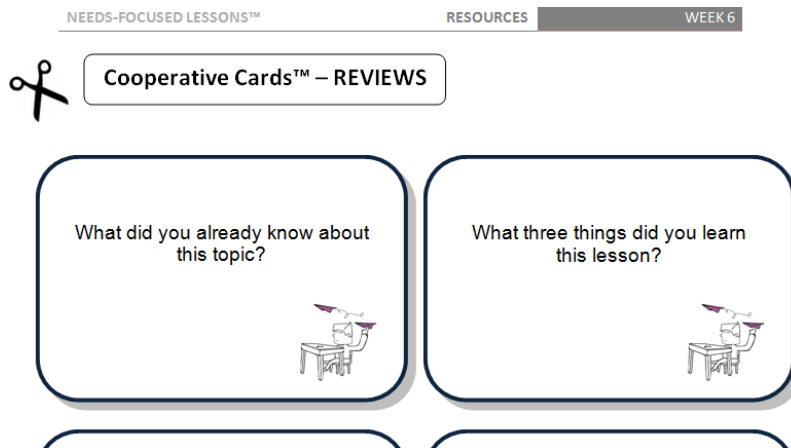 NEEDS-FOCUSED LESSONS™
RESOURCES
WEEK 6
Cooperative Cards™ – REVIEWS
What did you already know about
this topic?
What three things did you learn
this lesson?